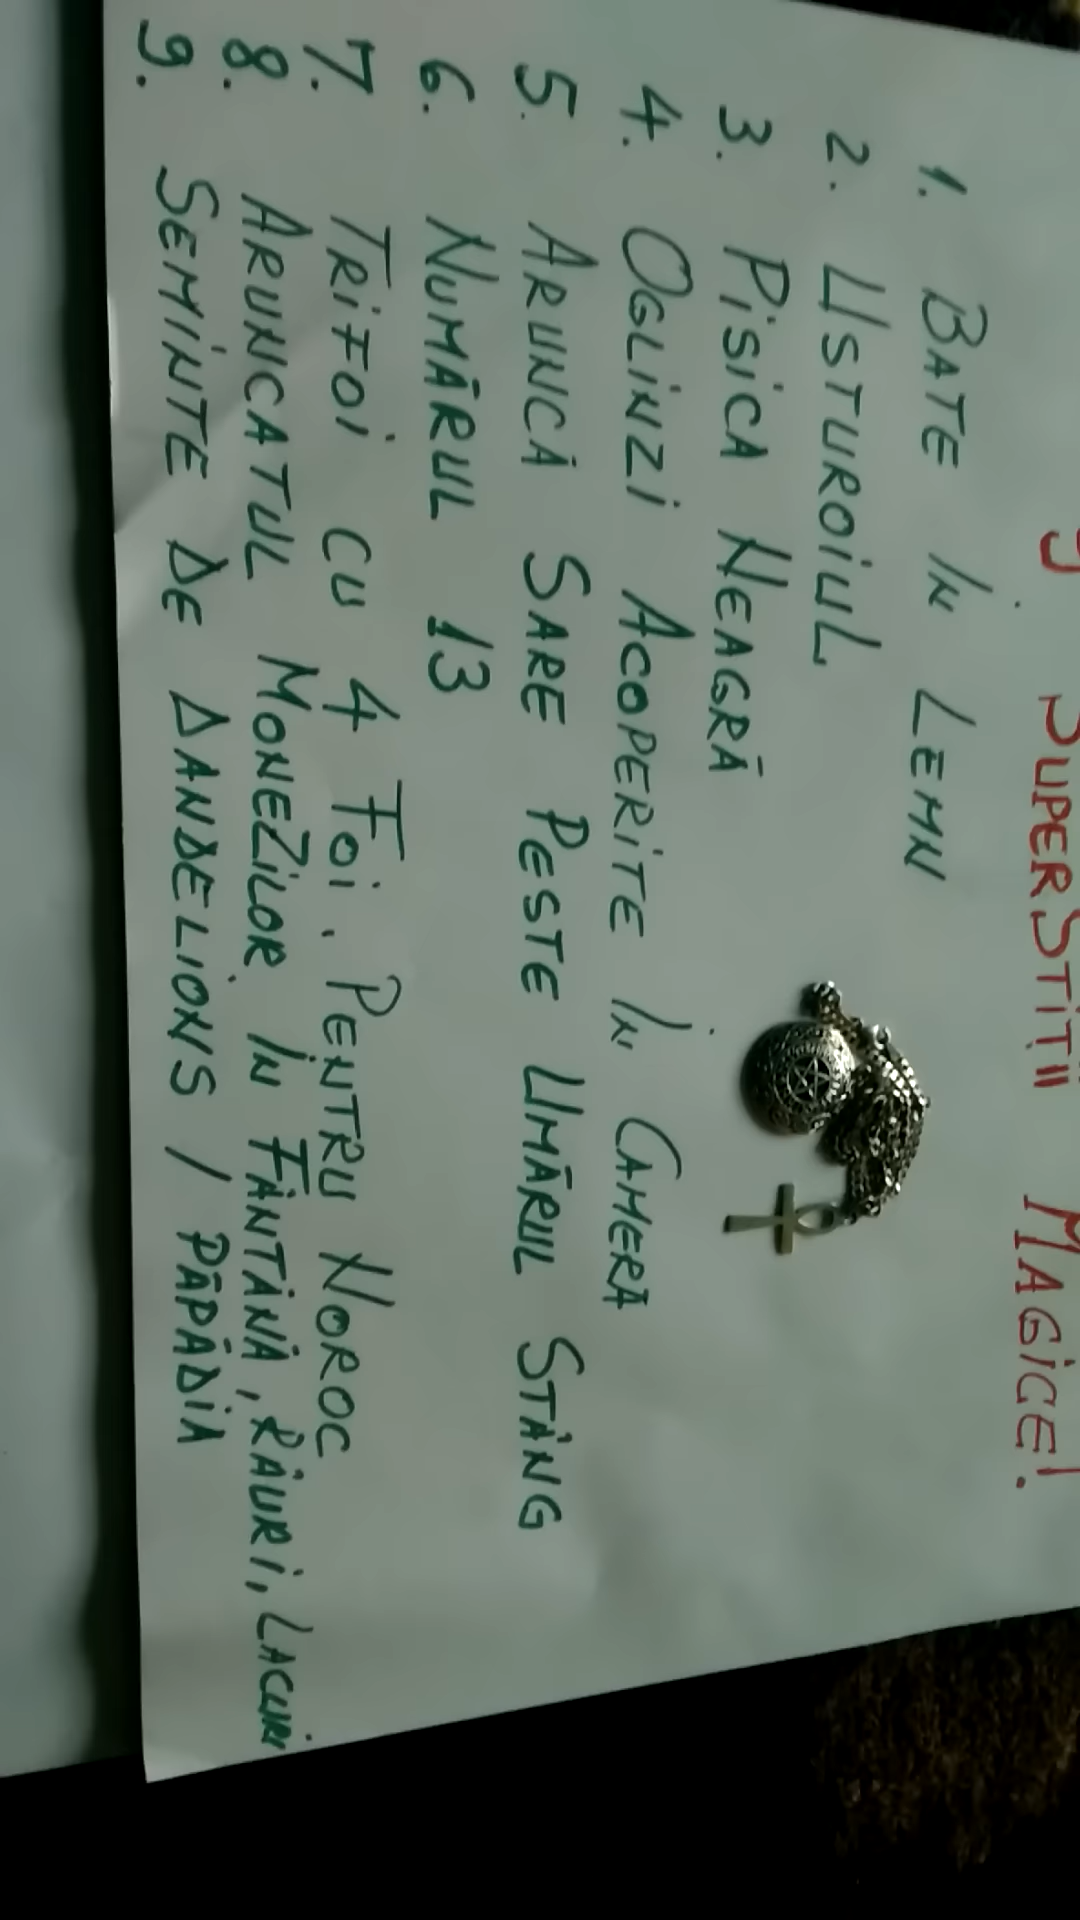 9 SUPERSTIȚII MAGICE!
1. BATE ÎN LEMN
2. USTUROIUL
3. PISICA NEAGRĂ
4. OGLINZI ACOPERITE ÎN CAMERĂ
5. ARUNCĂ SARE PESTE UMĂRUL STÂNG
6. NUMĂRUL 13
7. TRIFOI CU 4 FOI. PENTRU NOROC
8. ARUNCATUL MONEZILOR ÎN FÂNTÂNĂ, RÂURI, LACURI
9. SEMINTE DE DANDELIONS / PĂPĂDIA